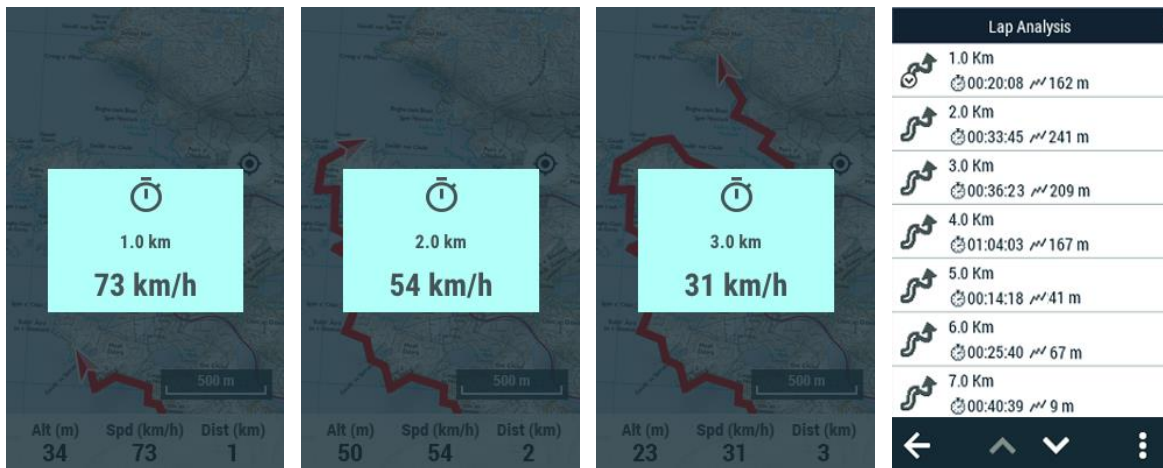 1.0 km
73 km/h
500 m
Alt (m) Spd (km/h) Dist (km)
34 73 1
2.0 km
54 km/h
500 m
Alt (m) Spd (km/h) Dist (km)
50 54 2
3.0 km
31 km/h
500 m
Alt (m) Spd (km/h) Dist (km)
23 31 3
Lap Analysis
1.0 Km
00:20:08 162 m
2.0 Km
00:33:45 241 m
3.0 Km
00:36:23 209 m
4.0 Km
01:04:03 167 m
5.0 Km
00:14:18 41 m
6.0 Km
00:25:40 67 m
7.0 Km
00:40:39 9 m